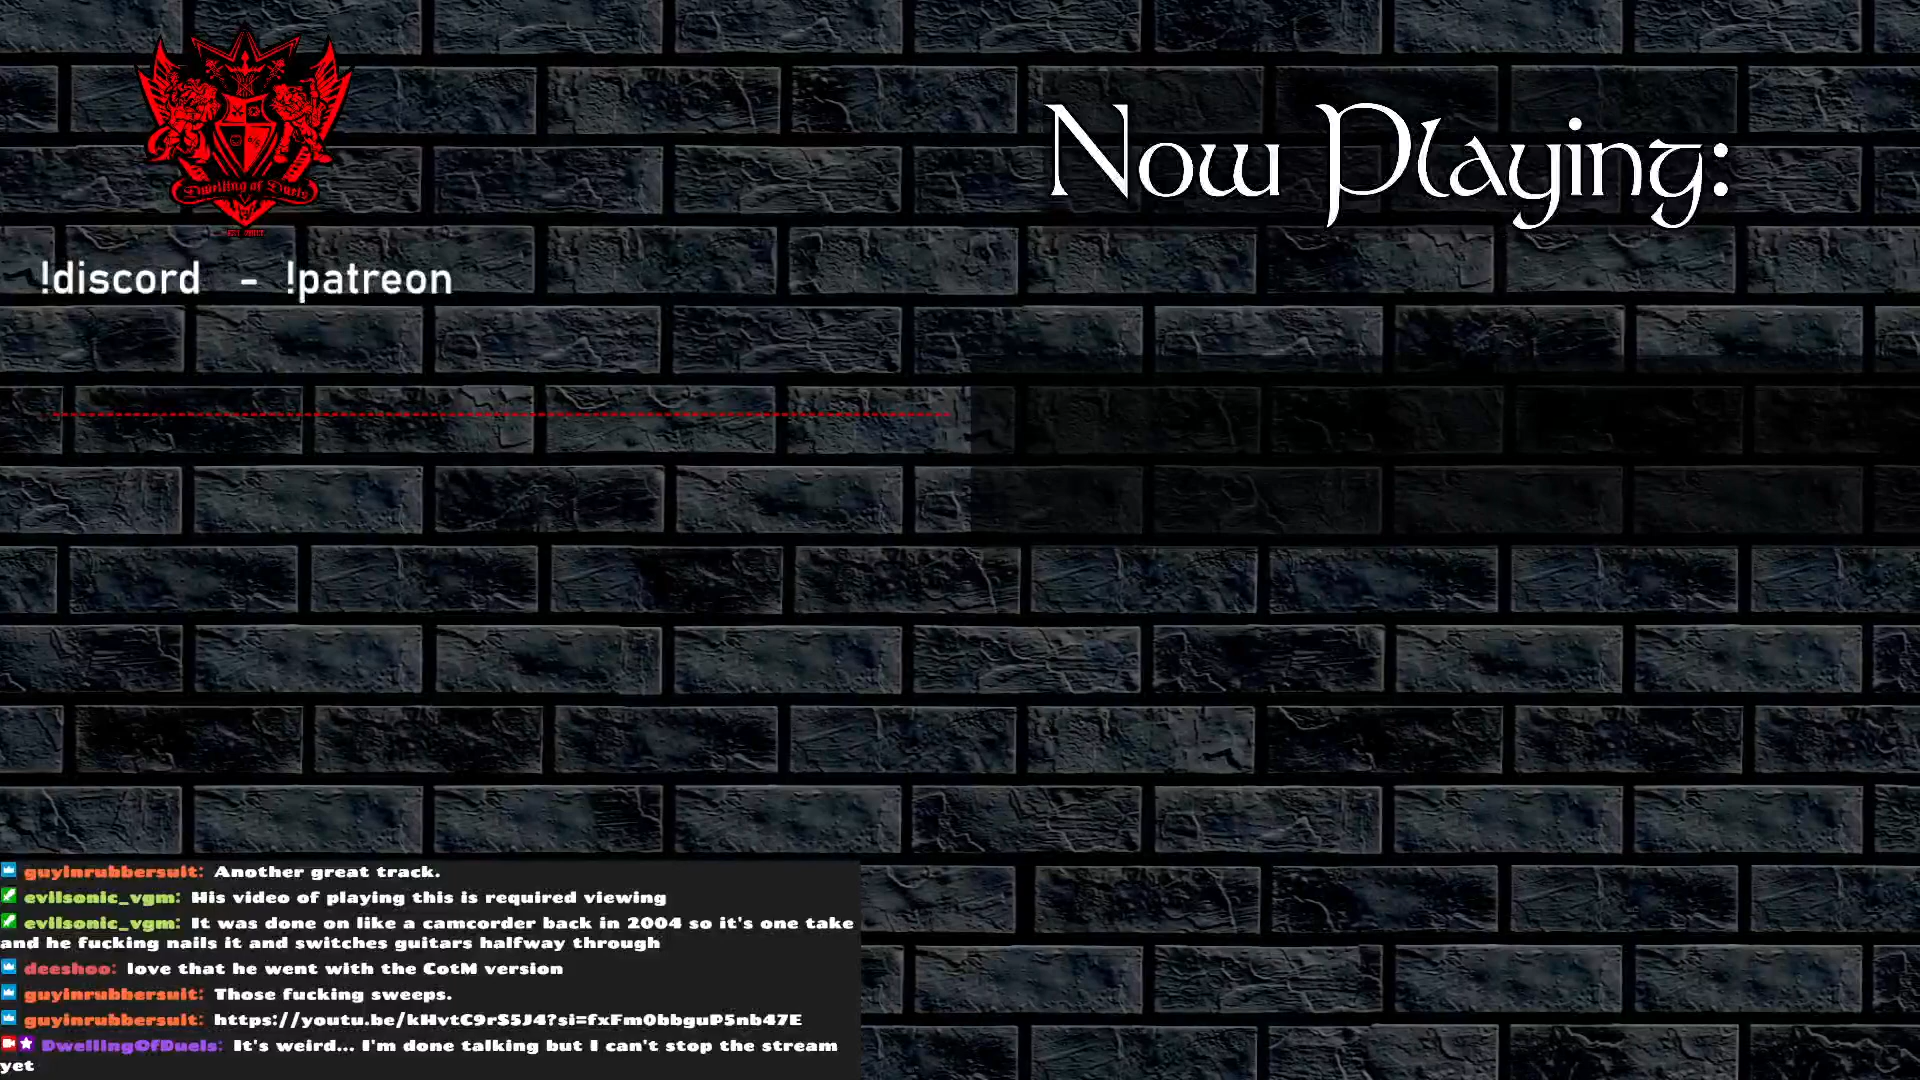 Dwelling of Duels
Now Playing:
!discord - !patreon
guyinrubbersuit: Another great track.
evilsonic_vgm: His video of playing this is required viewing
evilsonic_vgm: It was done on like a camcorder back in 2004 so it's one take
and he fucking nails it and switches guitars halfway through
deeshoo: love that he went with the CotM version
guyinrubbersuit: Those fucking sweeps.
guyinrubbersuit: https://youtu.be/kHvtC9rS5J4?si=fxFm0bbguP5nb47E
DwellingOfDuels: It's weird... I'm done talking but I can't stop the stream
yet